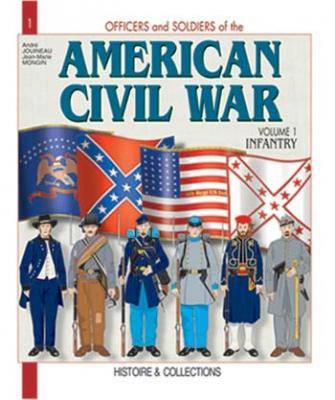 1
OFFICERS and SOLDIERS of the
André
JOUINEAU
Jean-Marie
MONGIN
AMERICAN
CIVIL WAR
VOLUME 1
INFANTRY
HISTOIRE & COLLECTIONS